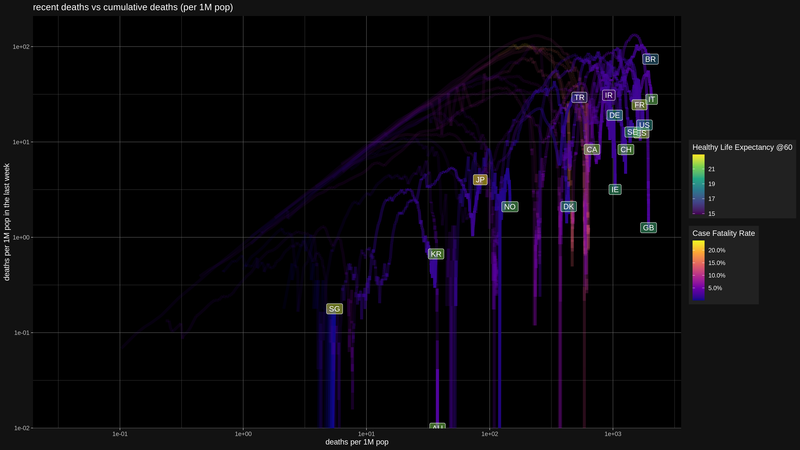 recent deaths vs cumulative deaths (per 1M pop)
1e+02
BR
TR
IR
IT
FR
DE
US
SE
ES
1e+01
CA
CH
JP
IE
NO
DK
GB
1e+00
KR
SG
1e-01
AU
1e-02
1e-01
1e+00
1e+01
1e+02
1e+03
deaths per 1M pop
deaths per 1M pop in the last week
Healthy Life Expectancy @60
21
19
17
15
Case Fatality Rate
20.0%
15.0%
10.0%
5.0%